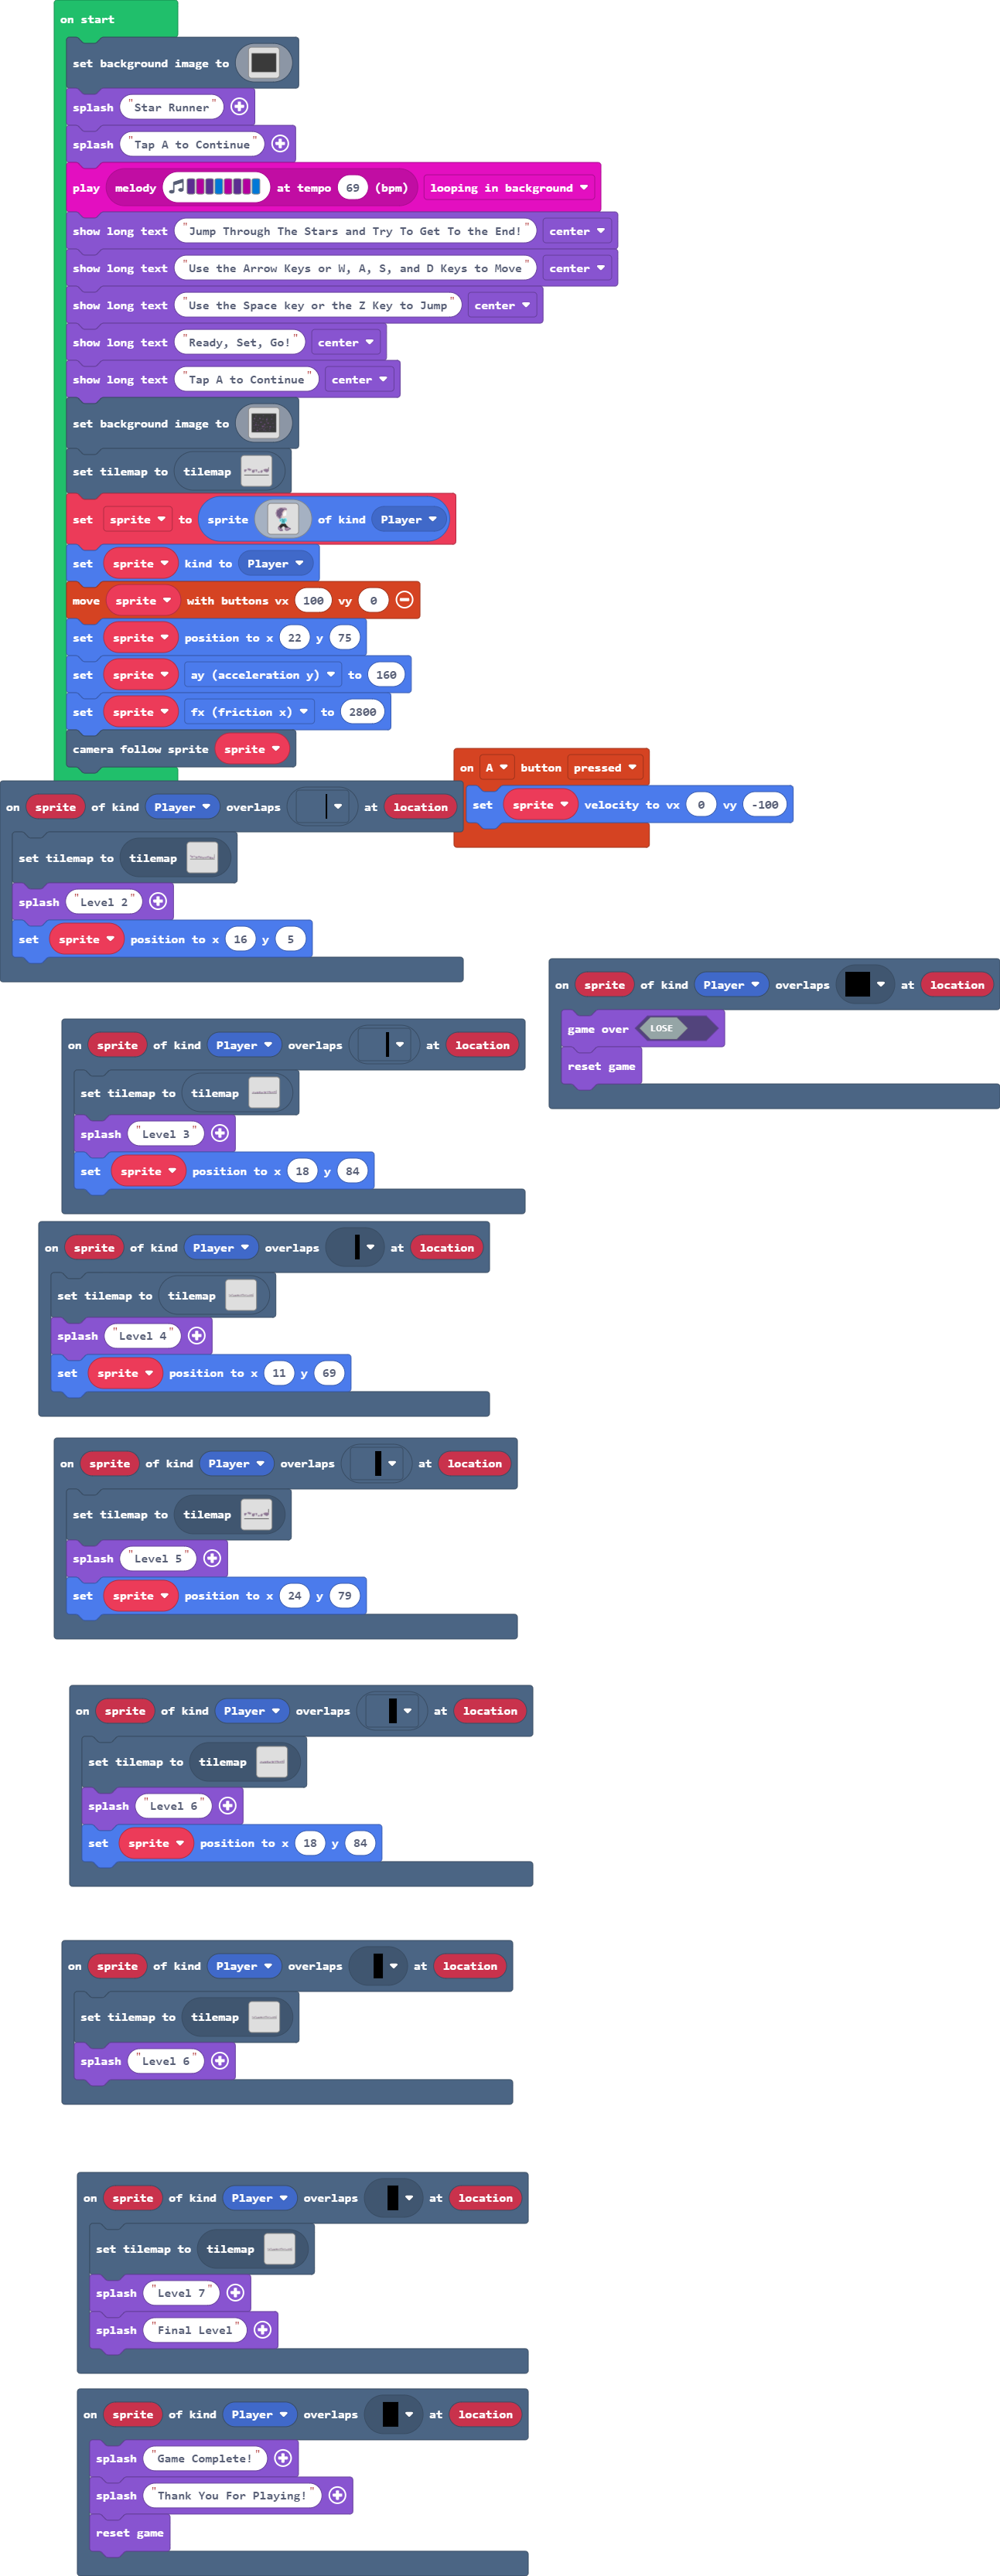 on start
set background image to
splash "Star Runner"
splash "Tap A to Continue"
play melody at tempo 69 (bpm) looping in background
show long text "Jump Through The Stars and Try To Get To the End!" center
show long text "Use the Arrow Keys or W, A, S, and D Keys to Move" center
show long text "Use the Space key or the Z Key to Jump" center
show long text "Ready, Set, Go!" center
show long text "Tap A to Continue" center
set background image to
set tilemap to tilemap
set sprite to sprite of kind Player
set sprite kind to Player
move sprite with buttons vx 100 vy 0
set sprite position to x 22 y 75
set sprite ay (acceleration y) to 160
set sprite fx (friction x) to 2800
camera follow sprite sprite
on A button pressed
set sprite velocity to vx 0 vy -100
on sprite of kind Player overlaps at location
set tilemap to tilemap
splash "Level 2"
set sprite position to x 16 y 5
on sprite of kind Player overlaps at location
game over LOSE
reset game
on sprite of kind Player overlaps at location
set tilemap to tilemap
splash "Level 3"
set sprite position to x 18 y 84
on sprite of kind Player overlaps at location
set tilemap to tilemap
splash "Level 4"
set sprite position to x 11 y 69
on sprite of kind Player overlaps at location
set tilemap to tilemap
splash "Level 5"
set sprite position to x 24 y 79
on sprite of kind Player overlaps at location
set tilemap to tilemap
splash "Level 6"
set sprite position to x 18 y 84
on sprite of kind Player overlaps at location
set tilemap to tilemap
splash "Level 6"
on sprite of kind Player overlaps at location
set tilemap to tilemap
splash "Level 7"
splash "Final Level"
on sprite of kind Player overlaps at location
splash "Game Complete!"
splash "Thank You For Playing!"
reset game